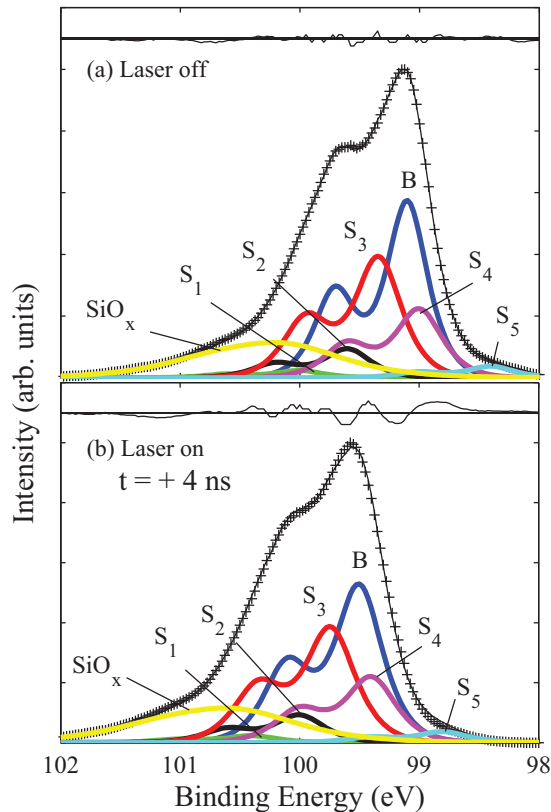 (a) Laser off
B
S3
S2
S4
S1
SiOx
S5
(b) Laser on
t = + 4 ns
B
S3
S2
S4
S1
SiOx
S5
102 101 100 99 98
Binding Energy (eV)
Intensity (arb. units)